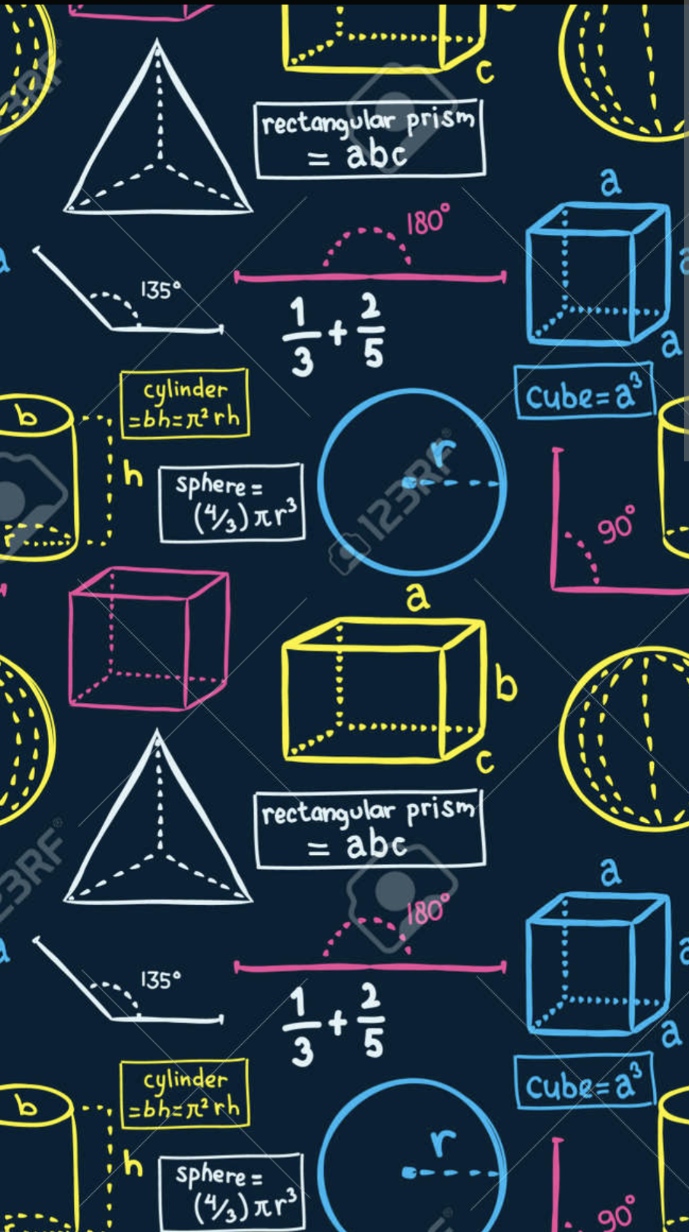 b
c
rectangular prism
= abc
a
180°
a
135°
a
a
1/3 + 2/5
cylinder
=bh=π²rh
cube=a³
b
h
sphere=
(4/3)πr³
r
90°
123RF
a
b
c
rectangular prism
= abc
123RF
a
180°
a
135°
a
a
1/3 + 2/5
cylinder
=bh=π²rh
cube=a³
b
h
sphere=
(4/3)πr³
r
90°